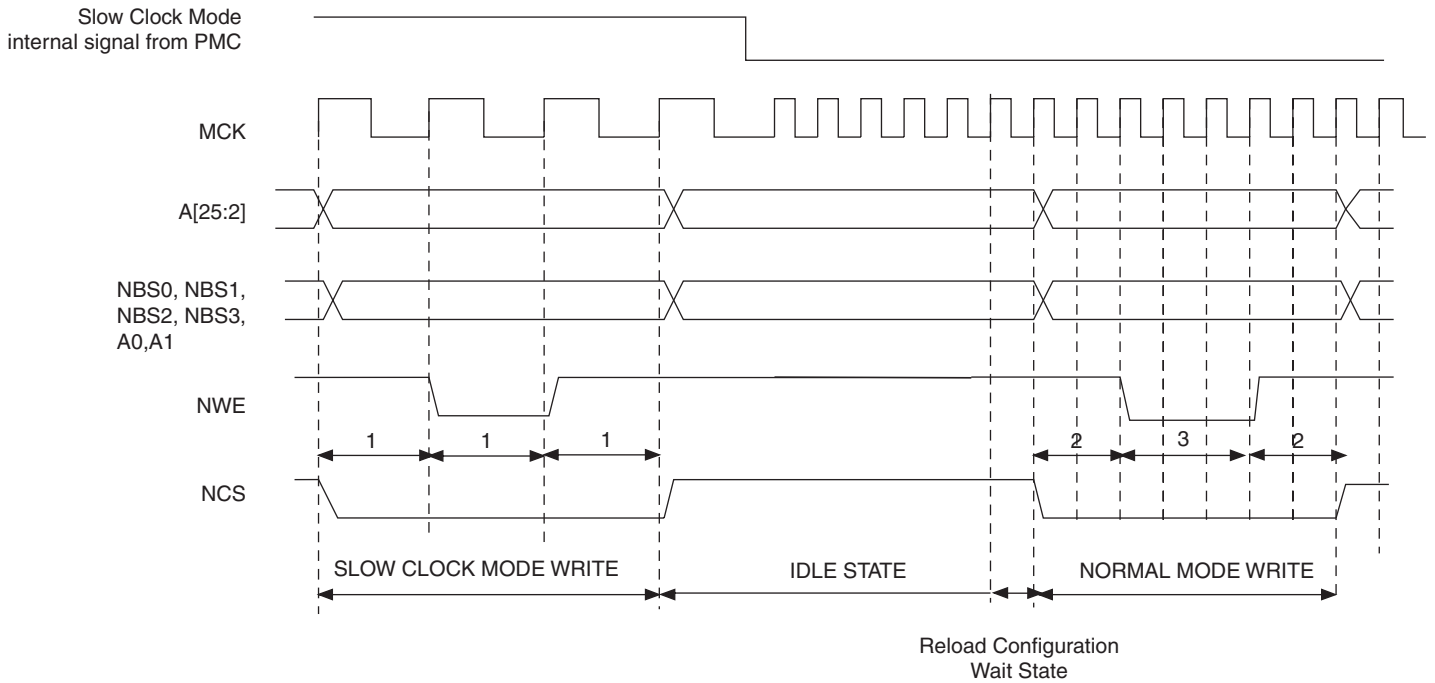 Slow Clock Mode
internal signal from PMC
MCK
A[25:2]
NBS0, NBS1,
NBS2, NBS3,
A0,A1
NWE
1 1 1 2 3 2
NCS
SLOW CLOCK MODE WRITE IDLE STATE NORMAL MODE WRITE
Reload Configuration
Wait State